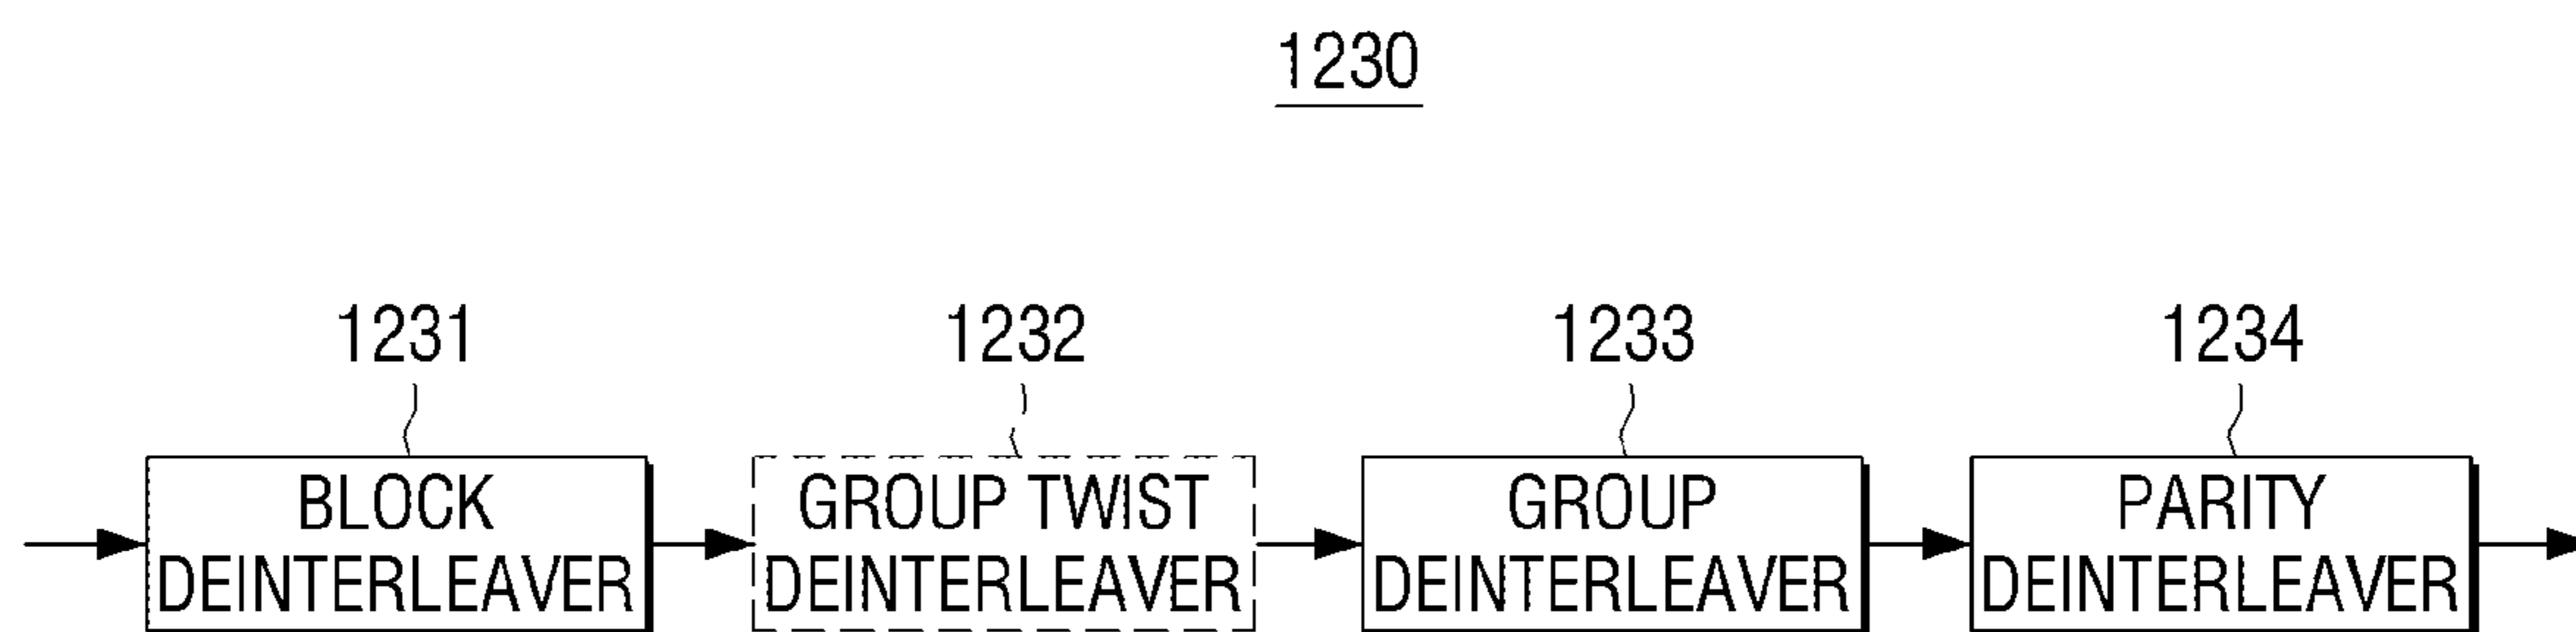 1230
1231
1232
1233
1234
BLOCK
DEINTERLEAVER
GROUP TWIST
DEINTERLEAVER
GROUP
DEINTERLEAVER
PARITY
DEINTERLEAVER